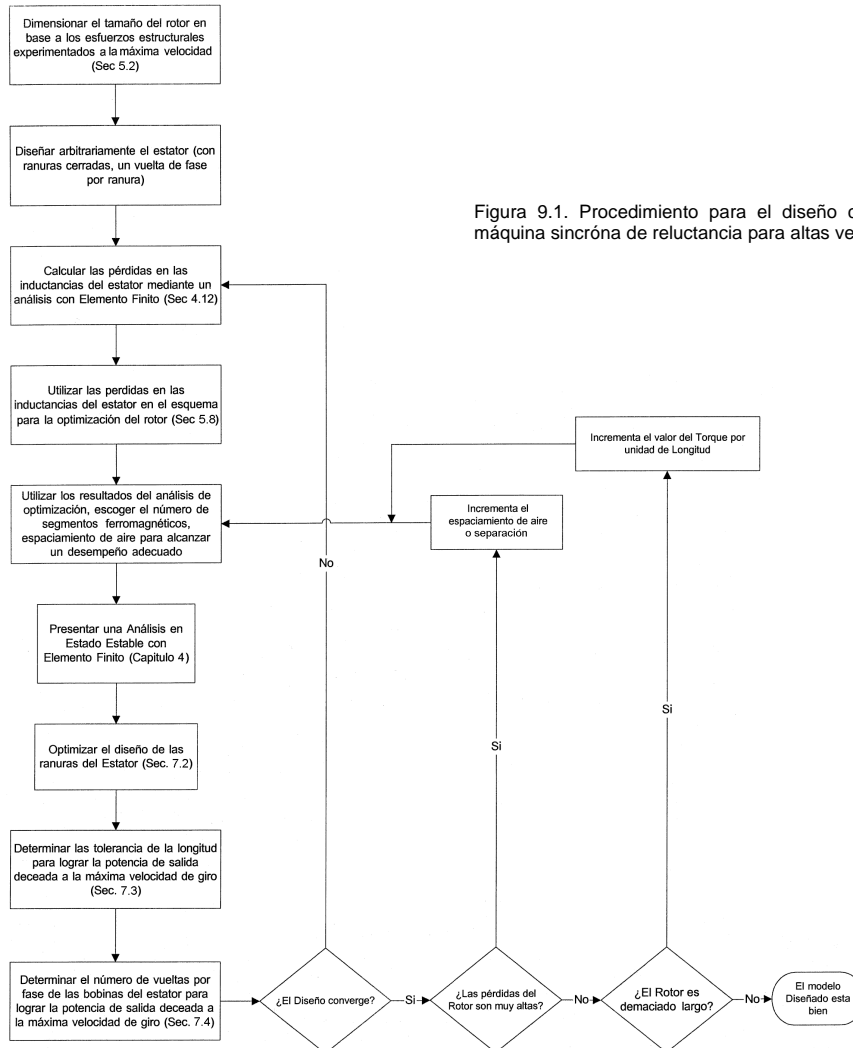 Dimensionar el tamaño del rotor en
base a los esfuerzos estructurales
experimentados a la máxima velocidad
(Sec 5.2)
Diseñar arbitrariamente el estator (con
ranuras cerradas, un vuelta de fase
por ranura)
Figura 9.1. Procedimiento para el diseño
máquina sincróna de reluctancia para altas
Calcular las pérdidas en las
inductancias del estator mediante un
análisis con Elemento Finito (Sec 4.12)
Utilizar las perdidas en las
inductancias del estator en el esquema
para la optimización del rotor (Sec 5.8)
Incrementa el valor del Torque por
unidad de Longitud
Utilizar los resultados del análisis de
optimización, escoger el número de
segmentos ferromagnéticos,
espaciamiento de aire para alcanzar
un desempeño adecuado
Incrementa el
espaciamiento de aire
o separación
No
Presentar una Análisis en
Estado Estable con
Elemento Finito (Capitulo 4)
Si
Si
Optimizar el diseño de las
ranuras del Estator (Sec. 7.2)
Determinar las tolerancia de la longitud
para lograr la potencia de salida
deceada a la máxima velocidad de giro
(Sec. 7.3)
Determinar el número de vueltas por
fase de las bobinas del estator para
lograr la potencia de salida deceada a
la máxima velocidad de giro (Sec. 7.4)
¿El Diseño converge?
Si
¿Las pérdidas del
Rotor son muy altas?
No
¿El Rotor es
demaciado largo?
No
El modelo
Diseñado esta
bien